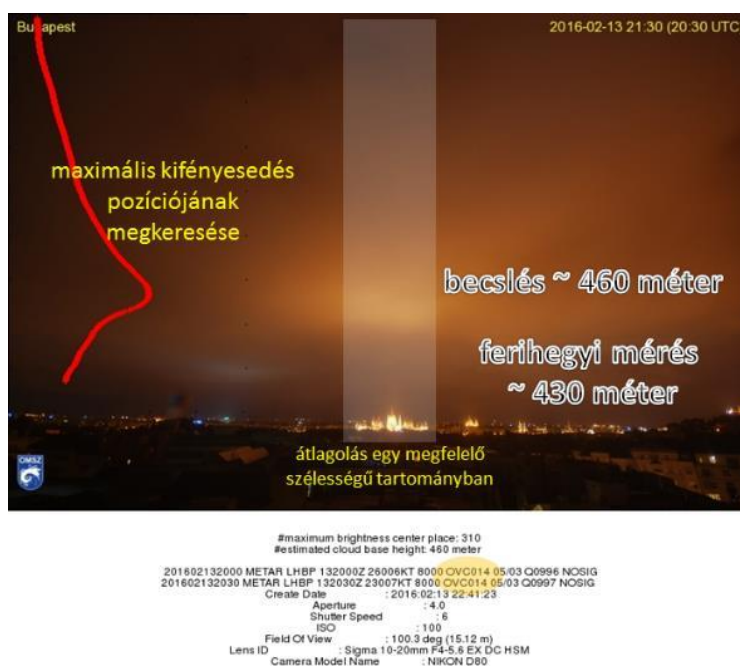 Budapest
2016-02-13 21:30 (20:30 UTC
maximális kifényesedés
pozíciójának
megkeresése
becslés ~ 460 méter
ferihegyi mérés
~ 430 méter
átlagolás egy megfelelő
szélességű tartományban
OMSZ
#maximum brightness center place: 310
#estimated cloud base height: 460 meter
201602132000 METAR LHBP 132000Z 26006KT 8000 OVC014 05/03 Q0996 NOSIG
201602132030 METAR LHBP 132030Z 23007KT 8000 OVC014 05/03 Q0997 NOSIG
Create Date : 2016:02:13 22:41:23
Aperture : 4.0
Shutter Speed : 6
ISO : 100
Field Of View : 100.3 deg (15.12 m)
Lens ID : Sigma 10-20mm F4-5.6 EX DC HSM
Camera Model Name : NIKON D80